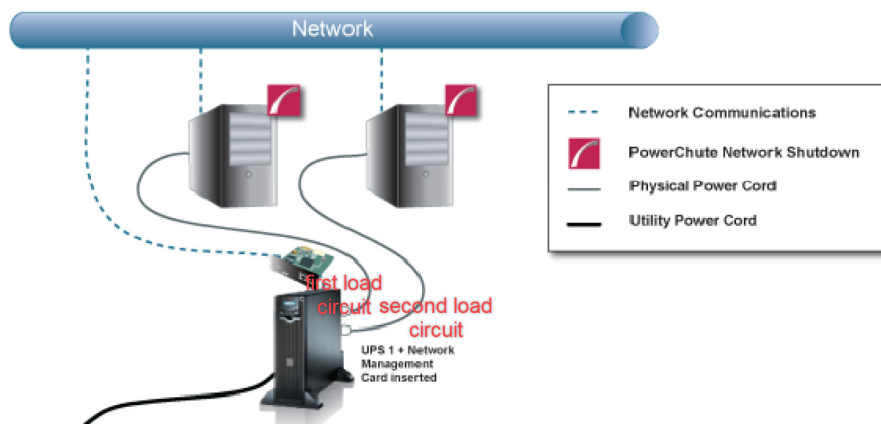 Network
Network Communications
PowerChute Network Shutdown
Physical Power Cord
Utility Power Cord
first load
circuit
second load
circuit
UPS 1 + Network
Management
Card inserted